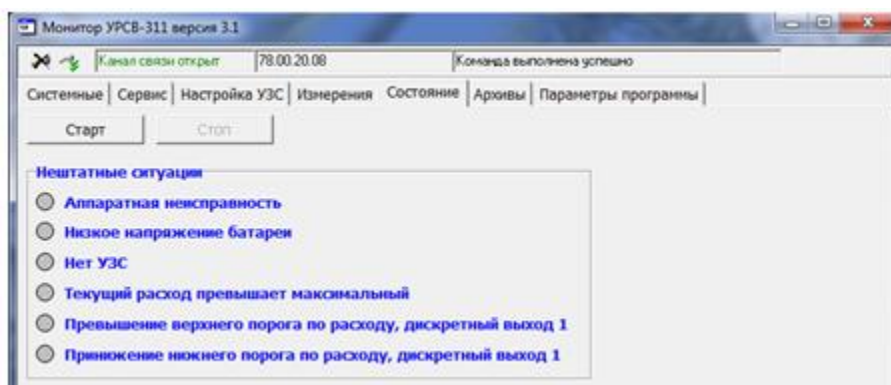 Монитор УРСВ-311 версия 3.1
Канал связи открыт 78.00.20.08 Команда выполнена успешно
Системные Сервис Настройка УЗС Измерения Состояние Архивы Параметры программы
Старт Стоп
Нештатные ситуации
Аппаратная неисправность
Низкое напряжение батареи
Нет УЗС
Текущий расход превышает максимальный
Превышение верхнего порога по расходу, дискретный выход 1
Принижение нижнего порога по расходу, дискретный выход 1